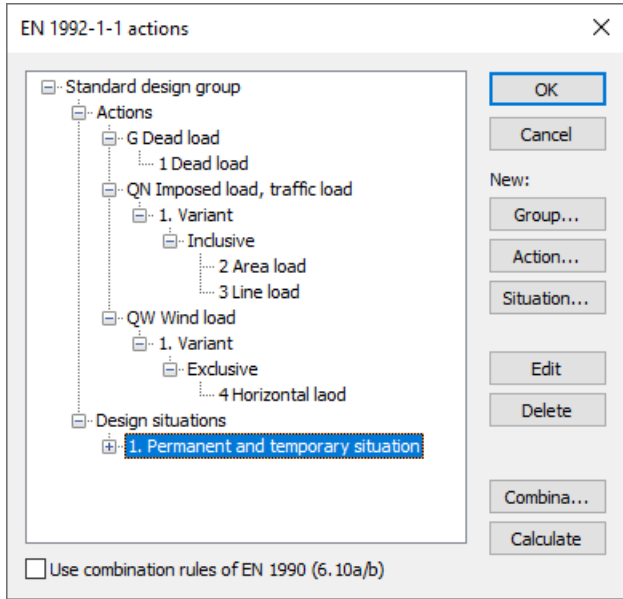 EN 1992-1-1 actions
Standard design group
Actions
G Dead load
1 Dead load
QN Imposed load, traffic load
1. Variant
Inclusive
2 Area load
3 Line load
QW Wind load
1. Variant
Exclusive
4 Horizontal laod
Design situations
1. Permanent and temporary situation
Use combination rules of EN 1990 (6.10a/b)
OK
Cancel
New:
Group...
Action...
Situation...
Edit
Delete
Combina...
Calculate